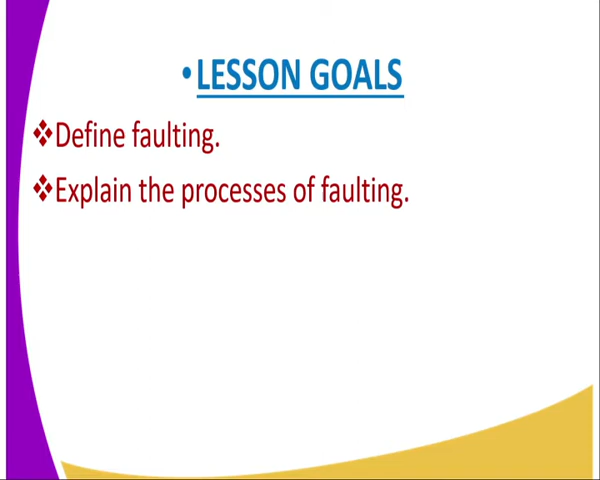 •LESSON GOALS
❖Define faulting.
❖Explain the processes of faulting.